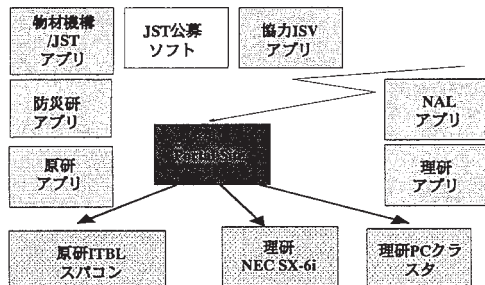 物材機構
/JST
アプリ
JST公募
ソフト
協力ISV
アプリ
防災研
アプリ
NAL
アプリ
原研
アプリ
Portal Site
理研
アプリ
原研ITBL
スパコン
理研
NEC SX-6i
理研PCクラ
スタ